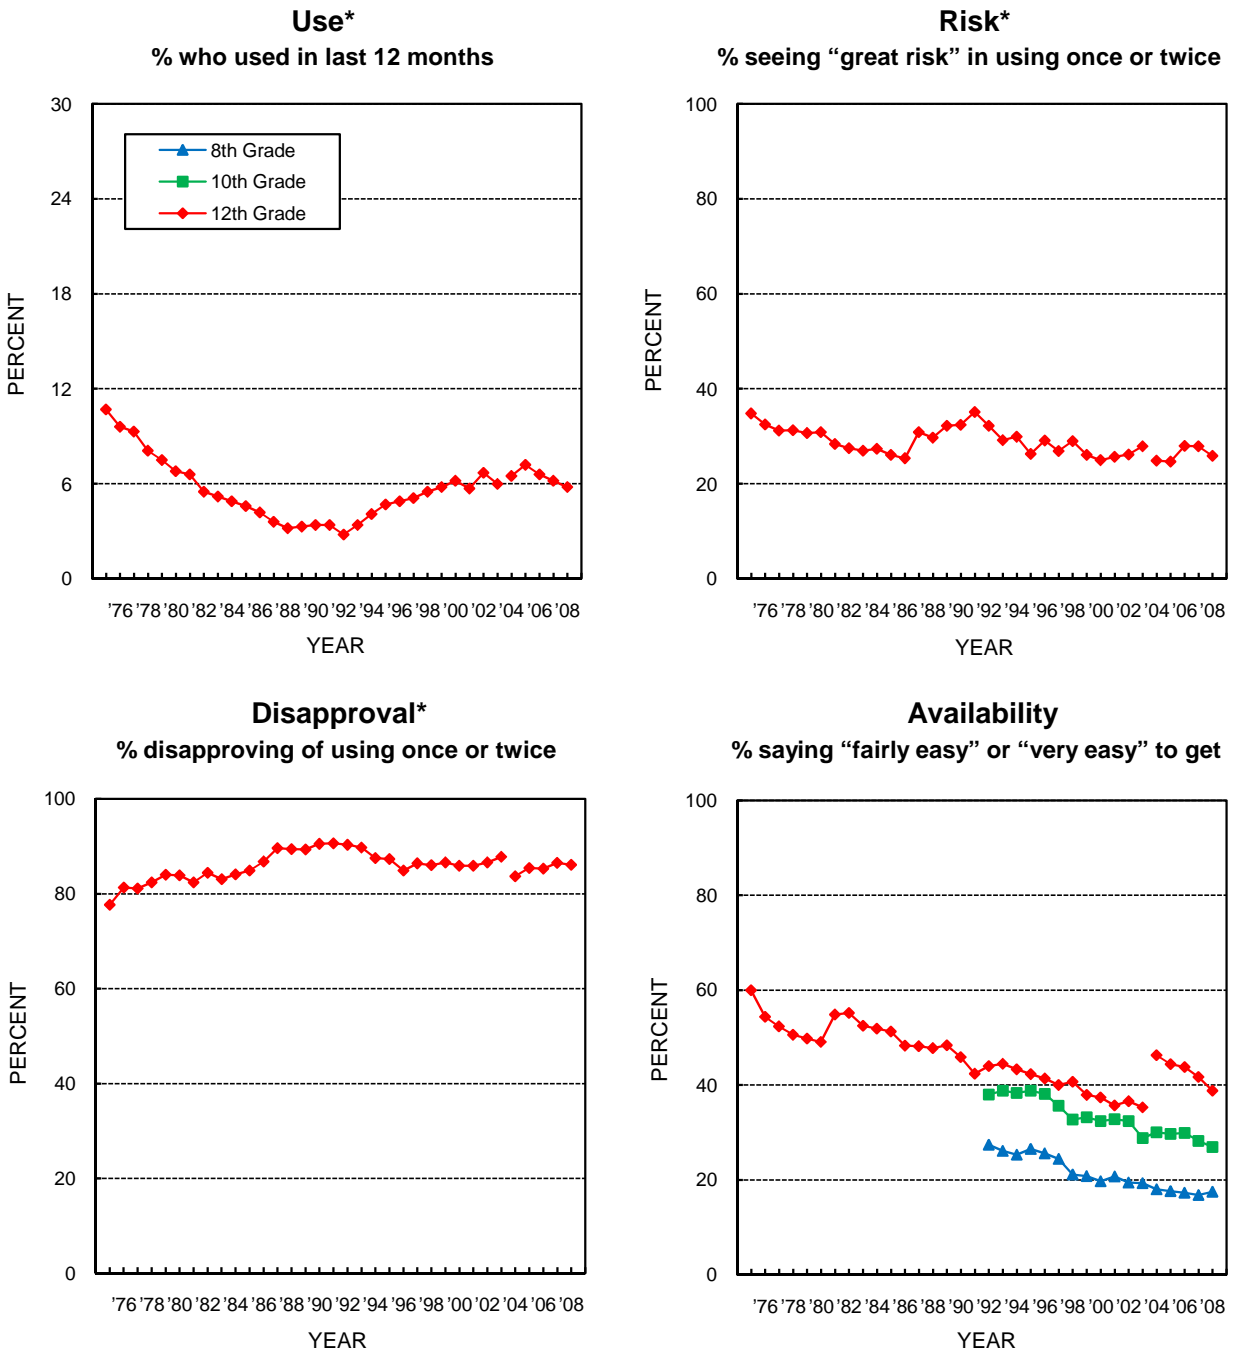 Use*
% who used in last 12 months
30
24
18
12
6
0
PERCENT
8th Grade
10th Grade
12th Grade
’76 ’78 ’80 ’82 ’84 ’86 ’88 ’90 ’92 ’94 ’96 ’98 ’00 ’02 ’04 ’06 ’08
YEAR
Risk*
% seeing “great risk” in using once or twice
100
80
60
40
20
0
PERCENT
’76 ’78 ’80 ’82 ’84 ’86 ’88 ’90 ’92 ’94 ’96 ’98 ’00 ’02 ’04 ’06 ’08
YEAR
Disapproval*
% disapproving of using once or twice
100
80
60
40
20
0
PERCENT
’76 ’78 ’80 ’82 ’84 ’86 ’88 ’90 ’92 ’94 ’96 ’98 ’00 ’02 ’04 ’06 ’08
YEAR
Availability
% saying “fairly easy” or “very easy” to get
100
80
60
40
20
0
PERCENT
’76 ’78 ’80 ’82 ’84 ’86 ’88 ’90 ’92 ’94 ’96 ’98 ’00 ’02 ’04 ’06 ’08
YEAR